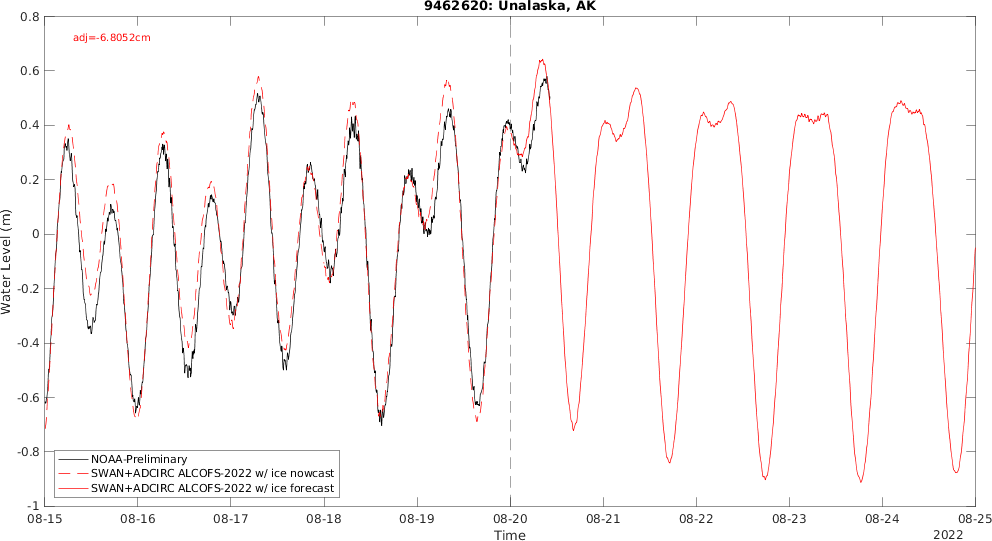 9462620: Unalaska, AK
adj=-6.8052cm
0.8
0.6
0.4
0.2
0
-0.2
-0.4
-0.6
-0.8
-1
Water Level (m)
NOAA-Preliminary
SWAN+ADCIRC ALCOFS-2022 w/ ice nowcast
SWAN+ADCIRC ALCOFS-2022 w/ ice forecast
08-15 08-16 08-17 08-18 08-19 08-20 08-21 08-22 08-23 08-24 08-25
Time
2022